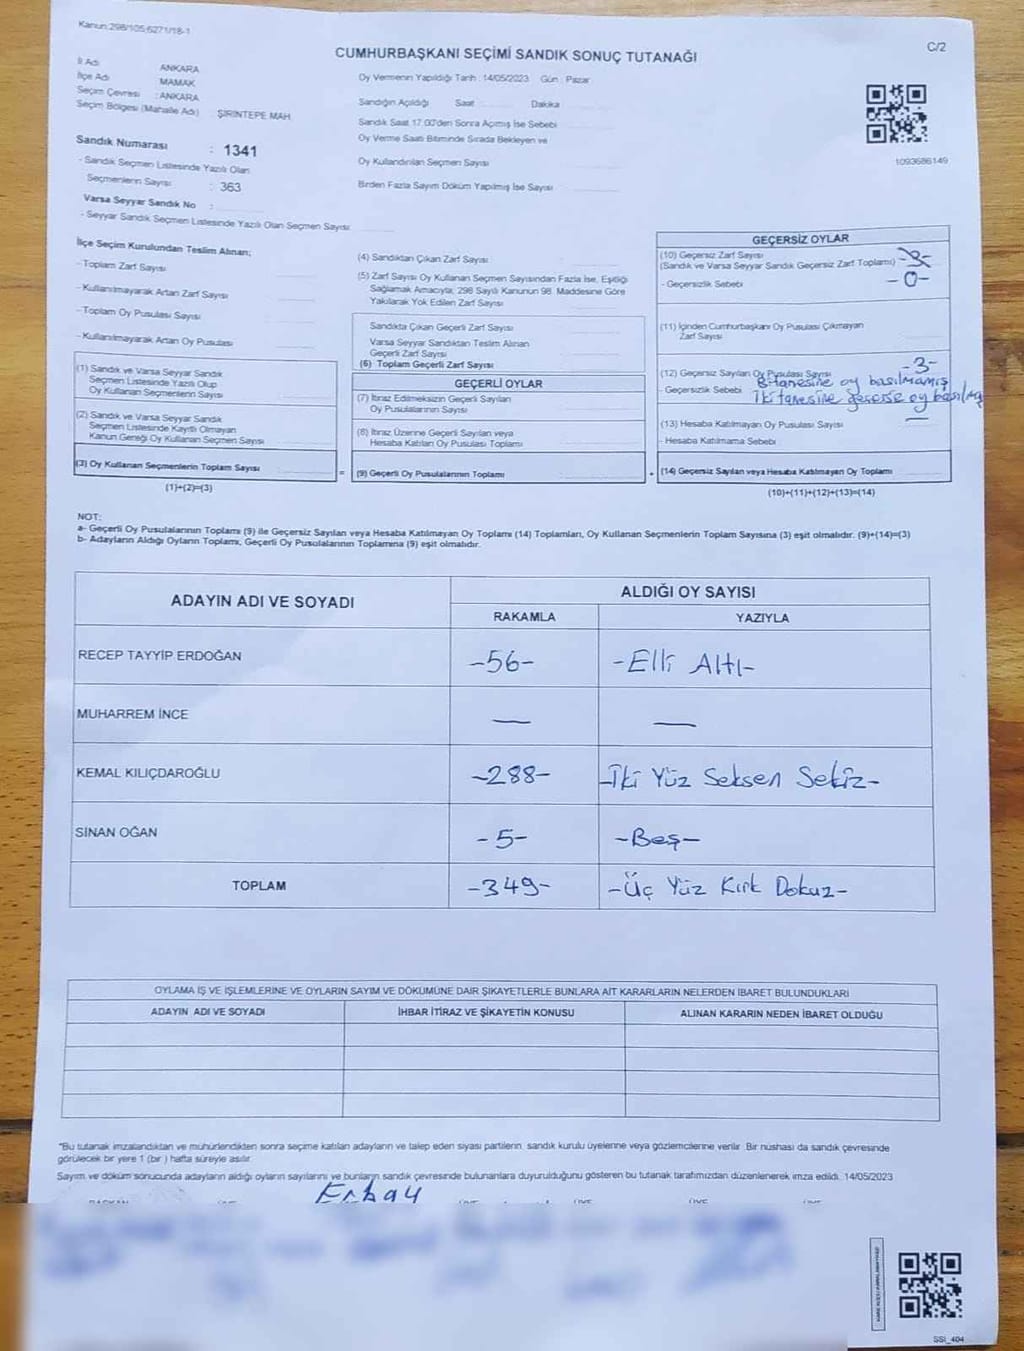 Kanun:298/105,6271/18-1
C/2
CUMHURBAŞKANI SEÇİMİ SANDIK SONUÇ TUTANAĞI
İl Adı ANKARA
İlçe Adı MAMAK
Seçim Çevresi : ANKARA
Seçim Bölgesi (Mahalle Adı) ŞİRİNTEPE MAH.
Sandık Numarası : 1341
- Sandık Seçmen Listesinde Yazılı Olan
Seçmenlerin Sayısı : 363
Varsa Seyyar Sandık No :
- Seyyar Sandık Seçmen Listesinde Yazılı Olan Seçmen Sayısı
Oy Vermenin Yapıldığı Tarih : 14/05/2023 Gün : Pazar
Sandığın Açıldığı Saat Dakika
Sandık Saat 17.00'den Sonra Açılmış İse Sebebi
Oy Verme Saati Bitiminde Sırada Bekleyen ve
Oy Kullandırılan Seçmen Sayısı
Birden Fazla Sayım Döküm Yapılmış İse Sayısı
1093686149
İlçe Seçim Kurulundan Teslim Alınan;
- Toplam Zarf Sayısı
- Kullanılmayarak Artan Zarf Sayısı
- Toplam Oy Pusulası Sayısı
- Kullanılmayarak Artan Oy Pusulası
(1) Sandık ve Varsa Seyyar Sandık
Seçmen Listesinde Yazılı Olup
Oy Kullanan Seçmenlerin Sayısı
(2) Sandık ve Varsa Seyyar Sandık
Seçmen Listesinde Kayıtlı Olmayan
Kanun Gereği Oy Kullanan Seçmen Sayısı
(3) Oy Kullanan Seçmenlerin Toplam Sayısı
(1)+(2)=(3)
(4) Sandıktan Çıkan Zarf Sayısı
(5) Zarf Sayısı Oy Kullanan Seçmen Sayısından Fazla İse, Eşitliği
Sağlamak Amacıyla, 298 Sayılı Kanunun 98. Maddesine Göre
Yakılarak Yok Edilen Zarf Sayısı
Sandıkta Çıkan Geçerli Zarf Sayısı
Varsa Seyyar Sandıktan Teslim Alınan
Geçerli Zarf Sayısı
(6) Toplam Geçerli Zarf Sayısı
GEÇERLİ OYLAR
(7) İtiraz Edilmeksizin Geçerli Sayılan
Oy Pusulalarının Sayısı
(8) İtiraz Üzerine Geçerli Sayılan veya
Hesaba Katılan Oy Pusulası Toplamı
= (9) Geçerli Oy Pusulalarının Toplamı
GEÇERSİZ OYLAR
(10) Geçersiz Zarf Sayısı
(Sandık ve Varsa Seyyar Sandık Geçersiz Zarf Toplamı) -3-
- Geçersizlik Sebebi -0-
(11) İçinden Cumhurbaşkanı Oy Pusulası Çıkmayan
Zarf Sayısı
(12) Geçersiz Sayılan Oy Pusulası Sayısı -3-
- Geçersizlik Sebebi Bi tanesine oy basılmamış
İki tanesine oy basılmış
(13) Hesaba Katılmayan Oy Pusulası Sayısı —
- Hesaba Katılmama Sebebi
+ (14) Geçersiz Sayılan veya Hesaba Katılmayan Oy Toplamı
(10)+(11)+(12)+(13)=(14)
NOT:
a- Geçerli Oy Pusulalarının Toplamı (9) ile Geçersiz Sayılan veya Hesaba Katılmayan Oy Toplamı (14) Toplamları, Oy Kullanan Seçmenlerin Toplam Sayısına (3) eşit olmalıdır. (9)+(14)=(3)
b- Adayların Aldığı Oyların Toplamı, Geçerli Oy Pusulalarının Toplamına (9) eşit olmalıdır.
ADAYIN ADI VE SOYADI ALDIĞI OY SAYISI
RAKAMLA YAZIYLA
RECEP TAYYİP ERDOĞAN -56- -Elli Altı-
MUHARREM İNCE — —
KEMAL KILIÇDAROĞLU -288- -İki Yüz Seksen Sekiz-
SİNAN OĞAN -5- -Beş-
TOPLAM -349- -Üç Yüz Kırk Dokuz-
OYLAMA İŞ VE İŞLEMLERİNE VE OYLARIN SAYIM VE DÖKÜMÜNE DAİR ŞİKAYETLERLE BUNLARA AİT KARARLARIN NELERDEN İBARET BULUNDUKLARI
ADAYIN ADI VE SOYADI İHBAR İTİRAZ VE ŞİKAYETİN KONUSU ALINAN KARARIN NEDEN İBARET OLDUĞU
*Bu tutanak imzalandıktan ve mühürlendikten sonra seçime katılan adayların ve talep eden siyasi partilerin sandık kurulu üyelerine veya gözlemcilerine verilir. Bir nüshası da sandık çevresinde
görülecek bir yere 1 (bir) hafta süreyle asılır.
Sayım ve döküm sonucunda adayların aldığı oyların sayılarını ve bunların sandık çevresinde bulunanlara duyurulduğunu gösteren bu tutanak tarafımızdan düzenlenerek imza edildi. 14/05/2023
SSİ_404